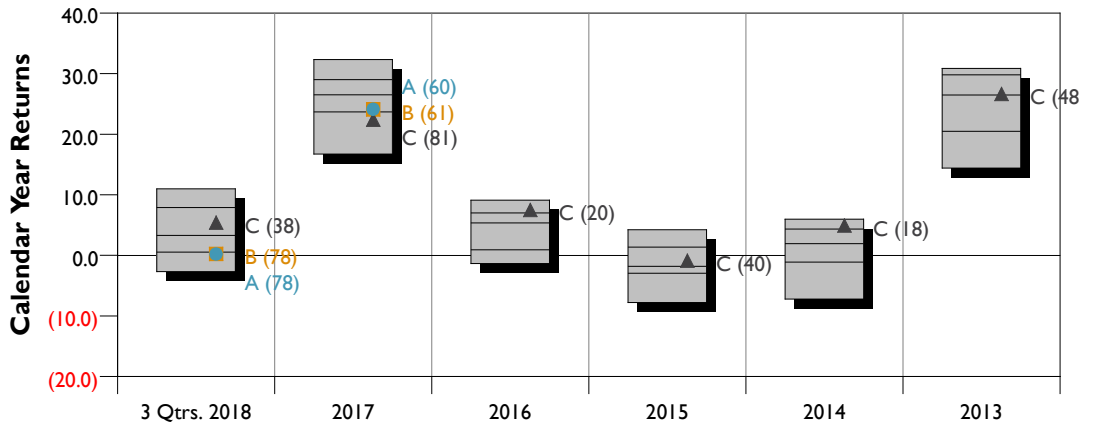 Calendar Year Returns
40.0
30.0
20.0
10.0
0.0
(10.0)
(20.0)
C (38)
B (78)
A (78)
A (60)
B (61)
C (81)
C (20)
C (40)
C (18)
C (48
3 Qtrs. 2018
2017
2016
2015
2014
2013